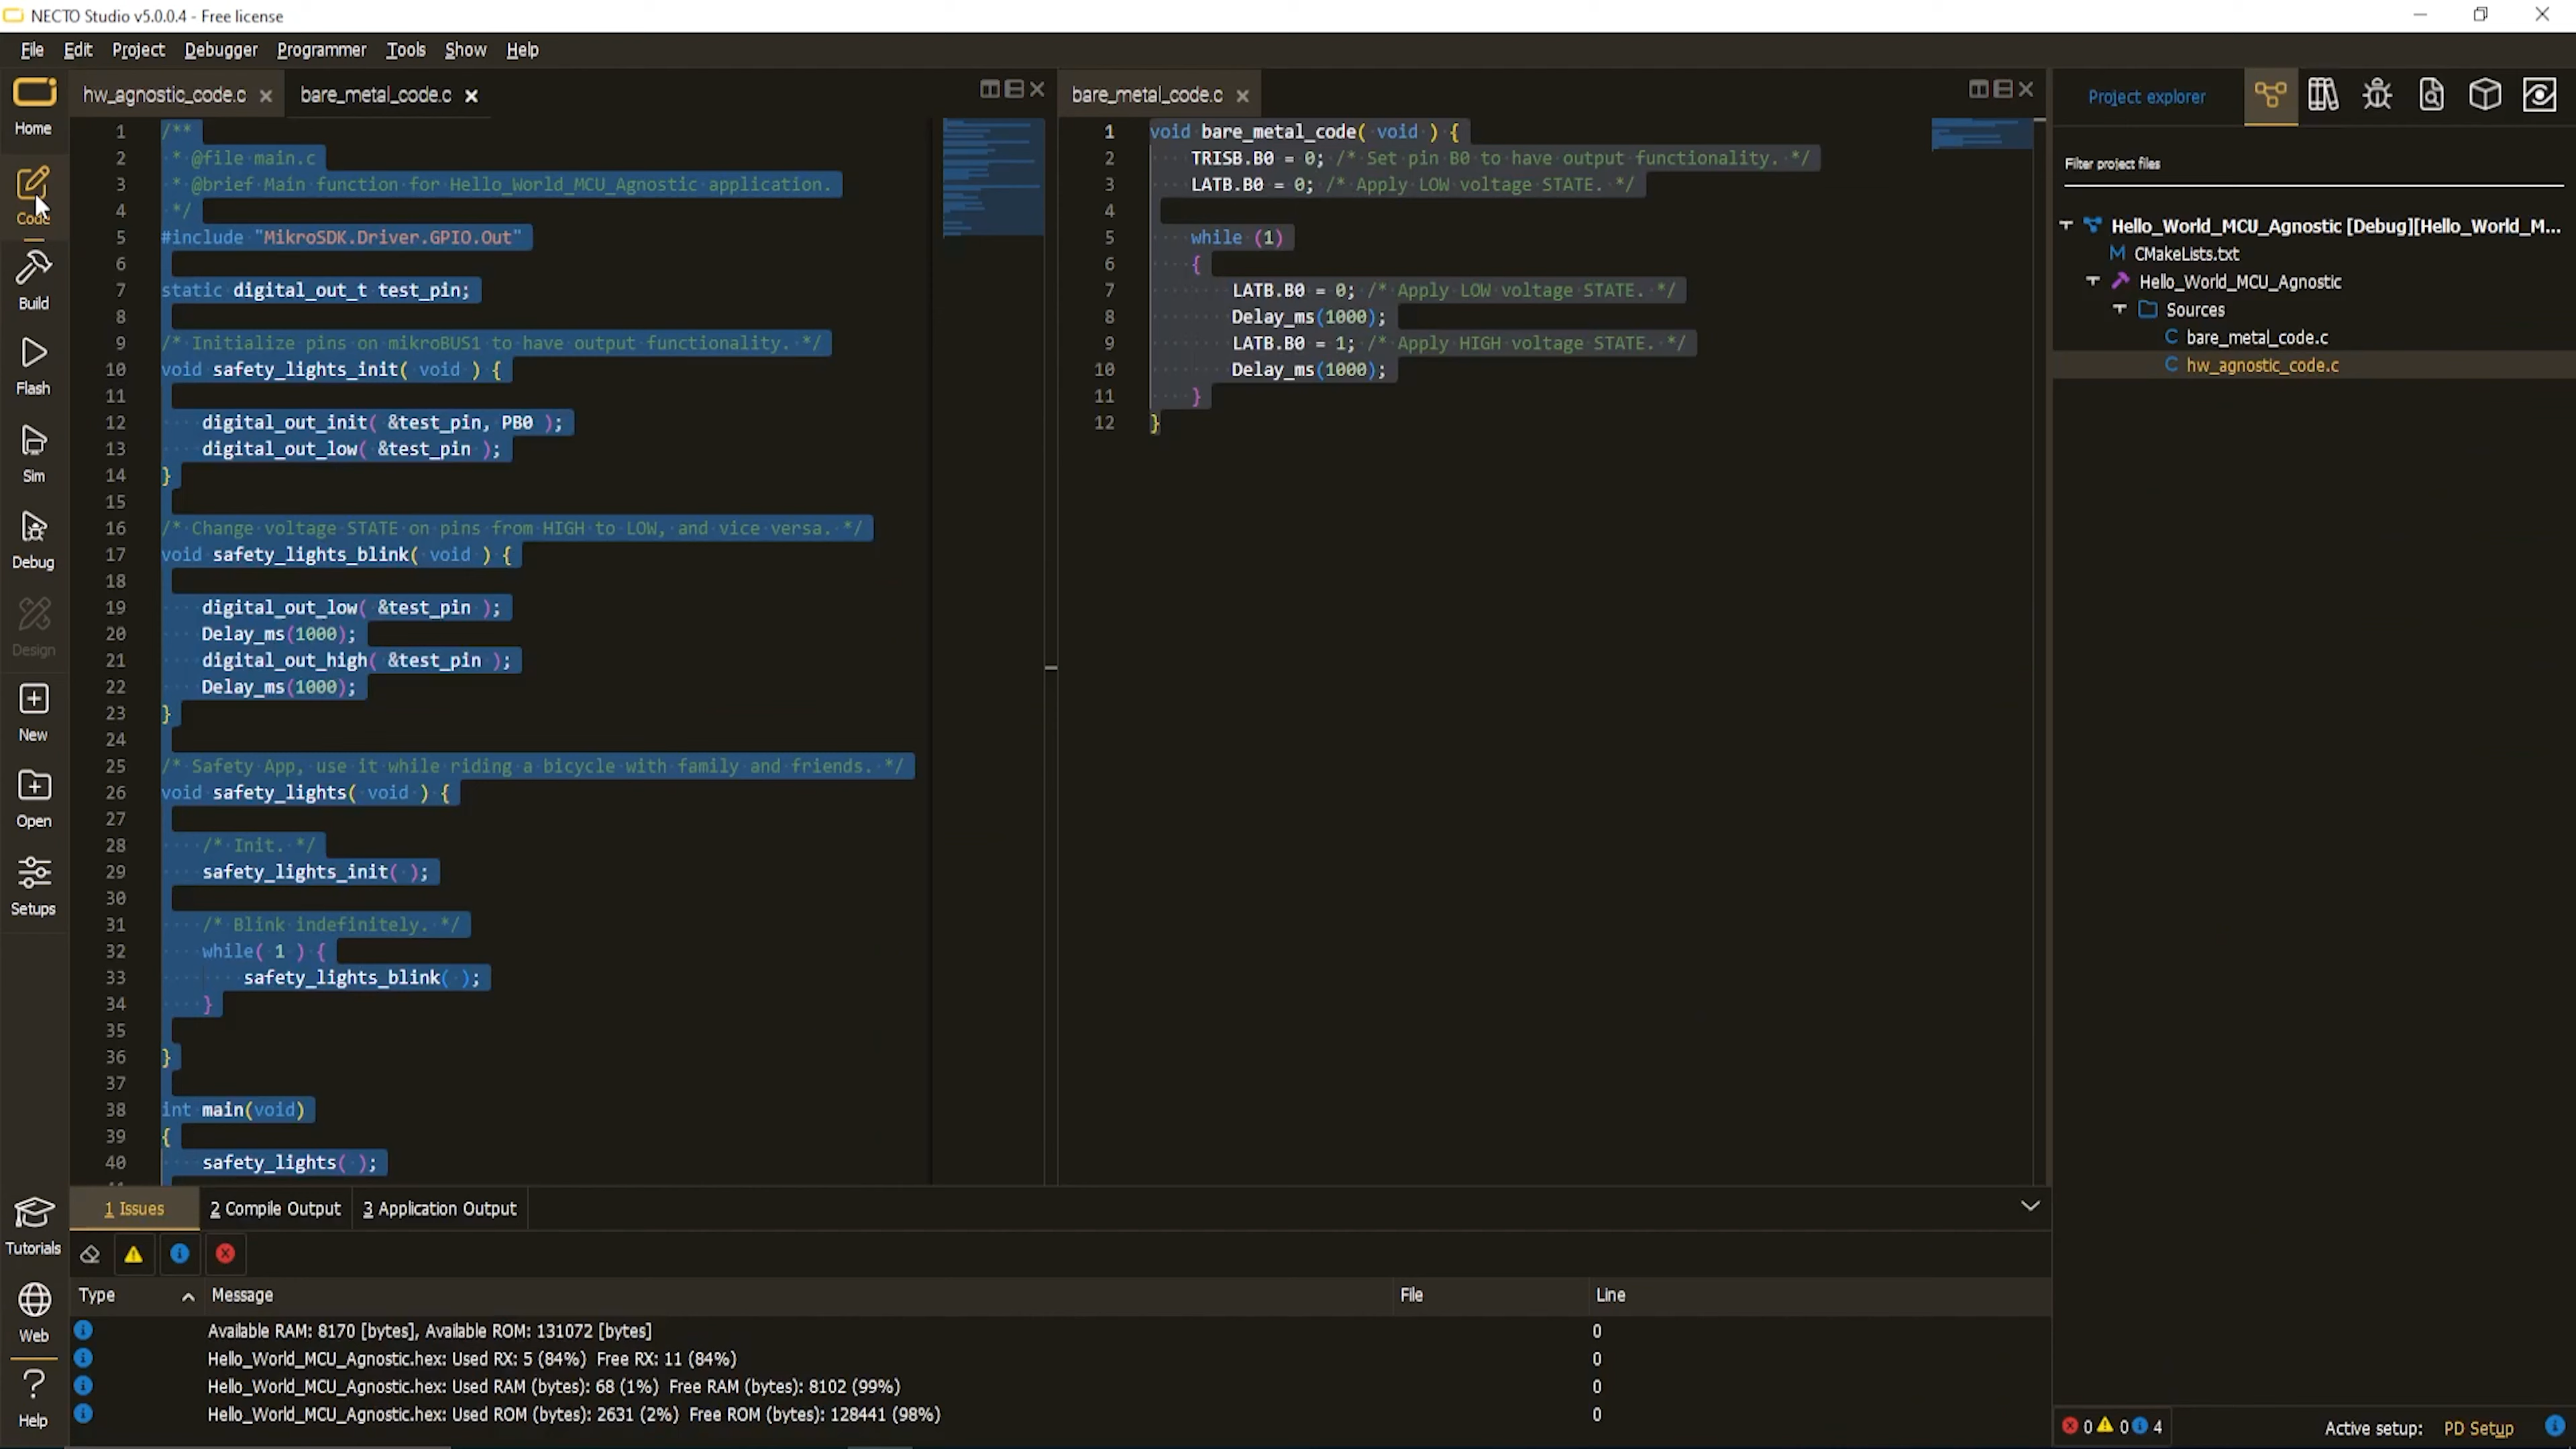 NECTO Studio v5.0.0.4 - Free license
File Edit Project Debugger Programmer Tools Show Help
Home
Code
Build
Flash
Sim
Debug
Design
New
Open
Setups
Tutorials
Web
Help
hw_agnostic_code.c bare_metal_code.c
1 /**
2 * @file main.c
3 * @brief Main function for Hello_World_MCU_Agnostic application.
4 */
5 #include "MikroSDK.Driver.GPIO.Out"
6
7 static digital_out_t test_pin;
8
9 /* Initialize pins on mikroBUS1 to have output functionality. */
10 void safety_lights_init( void ) {
11
12 digital_out_init( &test_pin, PB0 );
13 digital_out_low( &test_pin );
14 }
15
16 /* Change voltage STATE on pins from HIGH to LOW, and vice versa. */
17 void safety_lights_blink( void ) {
18
19 digital_out_low( &test_pin );
20 Delay_ms(1000);
21 digital_out_high( &test_pin );
22 Delay_ms(1000);
23 }
24
25 /* Safety App, use it while riding a bicycle with family and friends. */
26 void safety_lights( void ) {
27
28 /* Init. */
29 safety_lights_init( );
30
31 /* Blink indefinitely. */
32 while( 1 ) {
33 safety_lights_blink( );
34 }
35
36 }
37
38 int main(void)
39 {
40 safety_lights( );
bare_metal_code.c
1 void bare_metal_code( void ) {
2 TRISB.B0 = 0; /* Set pin B0 to have output functionality. */
3 LATB.B0 = 0; /* Apply LOW voltage STATE. */
4
5 while (1)
6 {
7 LATB.B0 = 0; /* Apply LOW voltage STATE. */
8 Delay_ms(1000);
9 LATB.B0 = 1; /* Apply HIGH voltage STATE. */
10 Delay_ms(1000);
11 }
12 }
Project explorer
Filter project files
Hello_World_MCU_Agnostic [Debug][Hello_World_M...
CMakeLists.txt
Hello_World_MCU_Agnostic
Sources
bare_metal_code.c
hw_agnostic_code.c
1 Issues 2 Compile Output 3 Application Output
Type Message File Line
Available RAM: 8170 [bytes], Available ROM: 131072 [bytes] 0
Hello_World_MCU_Agnostic.hex: Used RX: 5 (84%) Free RX: 11 (84%) 0
Hello_World_MCU_Agnostic.hex: Used RAM (bytes): 68 (1%) Free RAM (bytes): 8102 (99%) 0
Hello_World_MCU_Agnostic.hex: Used ROM (bytes): 2631 (2%) Free ROM (bytes): 128441 (98%) 0
0 0 4 Active setup: PD Setup